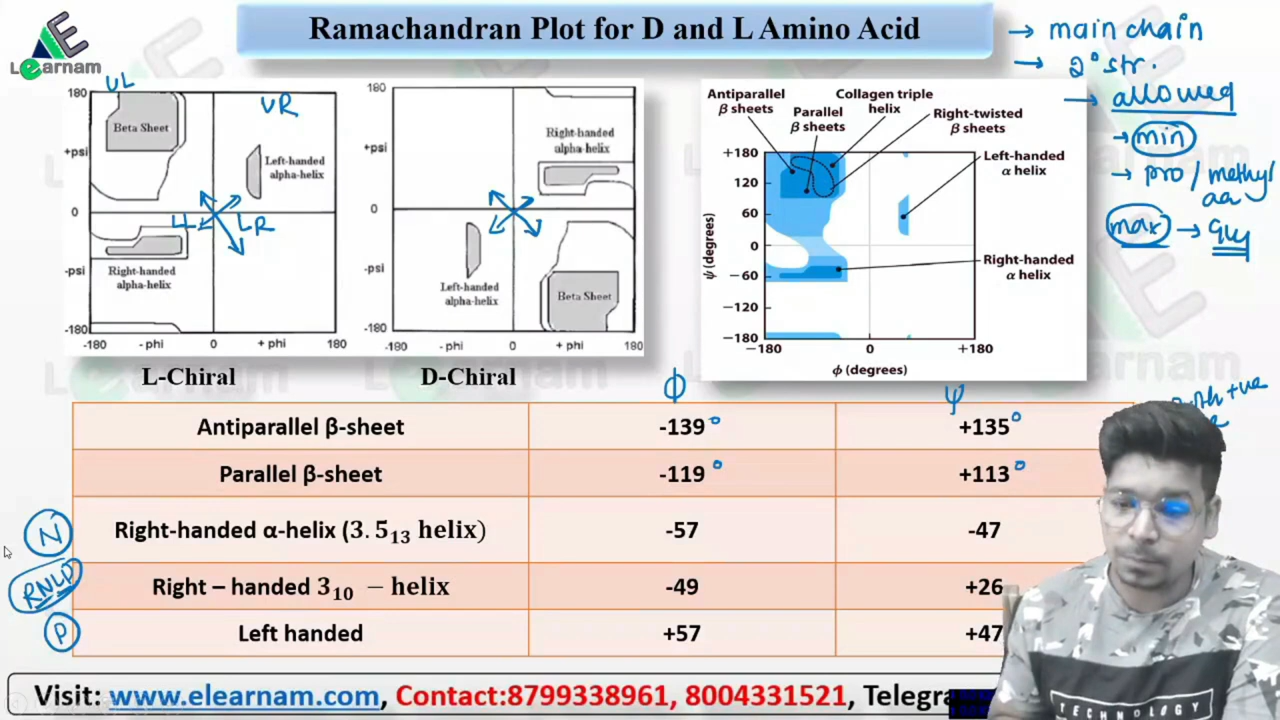 Ramachandran Plot for D and L Amino Acid
Learnam
→ main chain
→ 2° str.
→ allowed
→ min
→ pro / methyl aa
max → Gly
UL
UR
LL
LR
180
+psi
0
-psi
-180
Beta Sheet
Left-handed
alpha-helix
Right-handed
alpha-helix
-180 - phi 0 + phi 180
L-Chiral
180
+psi
0
-psi
-180
Right-handed
alpha-helix
Left-handed
alpha-helix
Beta Sheet
-180 - phi 0 + phi 180
D-Chiral
Antiparallel
β sheets
Parallel
β sheets
Collagen triple
helix
Right-twisted
β sheets
Left-handed
α helix
Right-handed
α helix
ψ (degrees)
+180
120
60
0
−60
−120
−180
−180 0 +180
ϕ (degrees)
ϕ ψ
Antiparallel β-sheet -139° +135°
Parallel β-sheet -119° +113°
N Right-handed α-helix (3.5₁₃ helix) -57 -47
RNLP Right – handed 3₁₀ − helix -49 +26
P Left handed +57 +47
Visit: www.elearnam.com, Contact:8799338961, 8004331521, Telegra
TECHNOLOGY